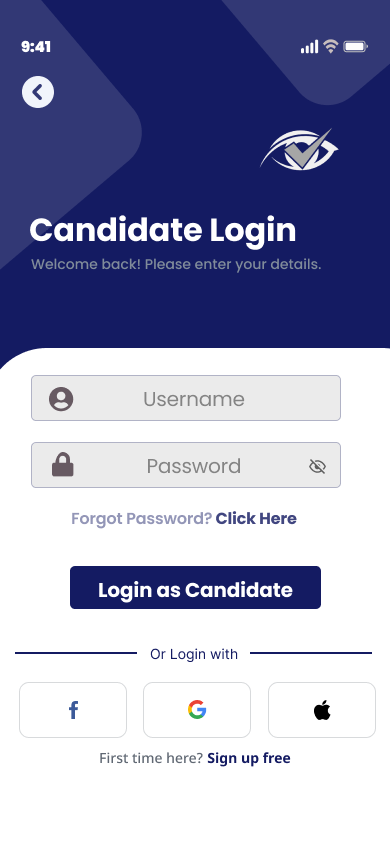 9:41
Candidate Login
Welcome back! Please enter your details.
Username
Password
Forgot Password? Click Here
Login as Candidate
Or Login with
First time here? Sign up free